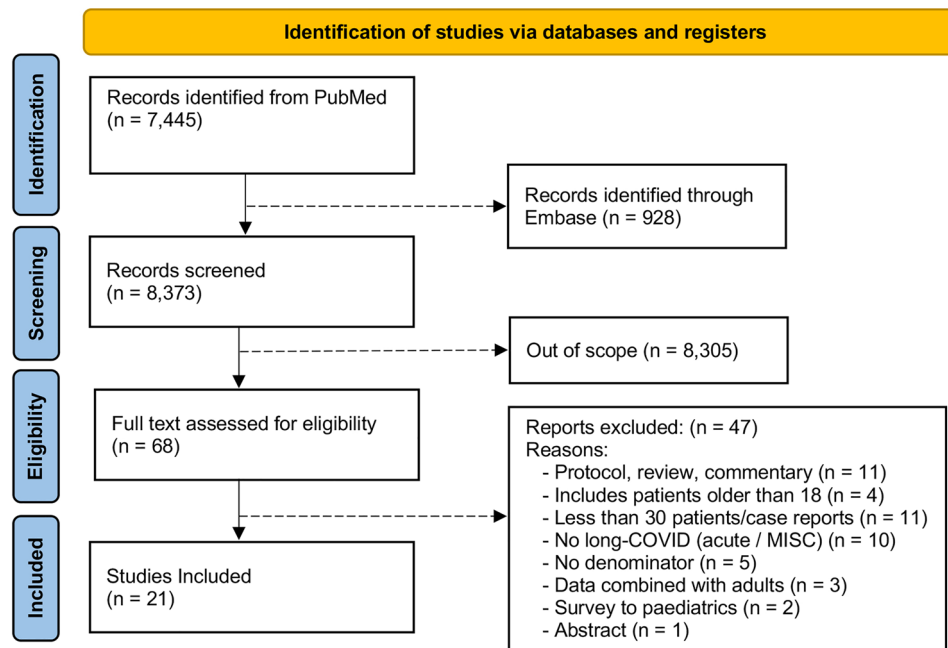 Identification of studies via databases and registers
Identification
Records identified from PubMed
(n = 7,445)
Records identified through
Embase (n = 928)
Screening
Records screened
(n = 8,373)
Out of scope (n = 8,305)
Eligibility
Full text assessed for eligibility
(n = 68)
Reports excluded: (n = 47)
Reasons:
- Protocol, review, commentary (n = 11)
- Includes patients older than 18 (n = 4)
- Less than 30 patients/case reports (n = 11)
- No long-COVID (acute / MISC) (n = 10)
- No denominator (n = 5)
- Data combined with adults (n = 3)
- Survey to paediatrics (n = 2)
- Abstract (n = 1)
Included
Studies Included
(n = 21)